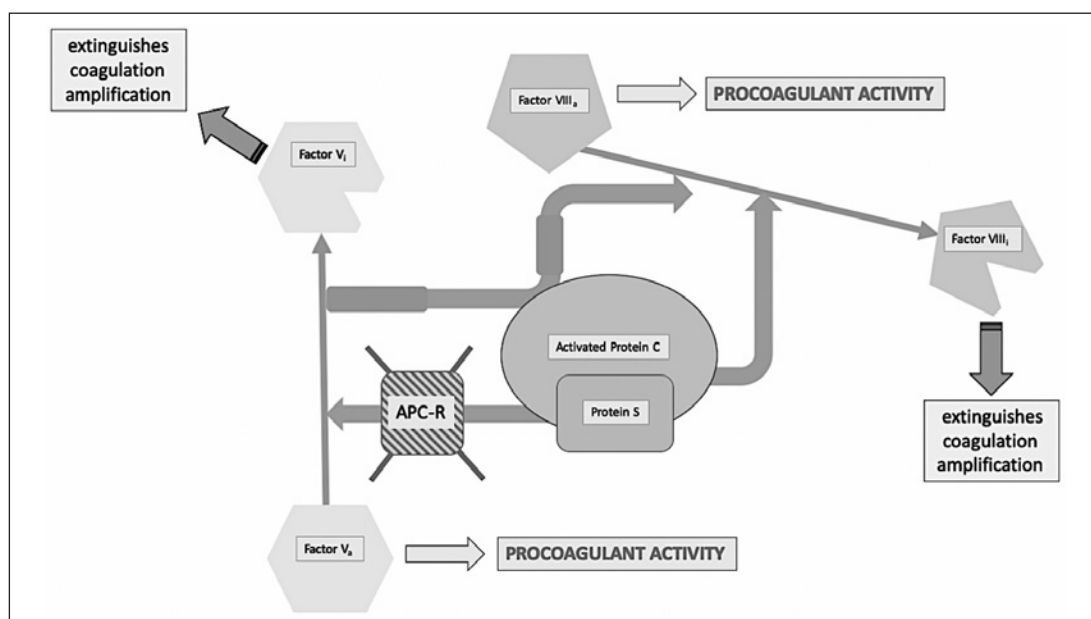 extinguishes
coagulation
amplification
Factor VIIIₐ
PROCOAGULANT ACTIVITY
Factor Vᵢ
Factor VIIIᵢ
Activated Protein C
APC-R
Protein S
extinguishes
coagulation
amplification
Factor Vₐ
PROCOAGULANT ACTIVITY